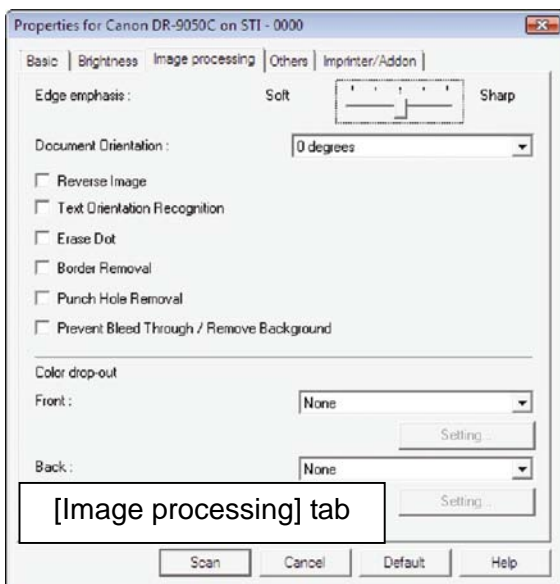 Properties for Canon DR-9050C on STI - 0000
Basic Brightness Image processing Others Imprinter/Addon
Edge emphasis : Soft Sharp
Document Orientation : 0 degrees
Reverse Image
Text Orientation Recognition
Erase Dot
Border Removal
Punch Hole Removal
Prevent Bleed Through / Remove Background
Color drop-out
Front : None
Setting...
Back : None
Setting...
[Image processing] tab
Scan Cancel Default Help